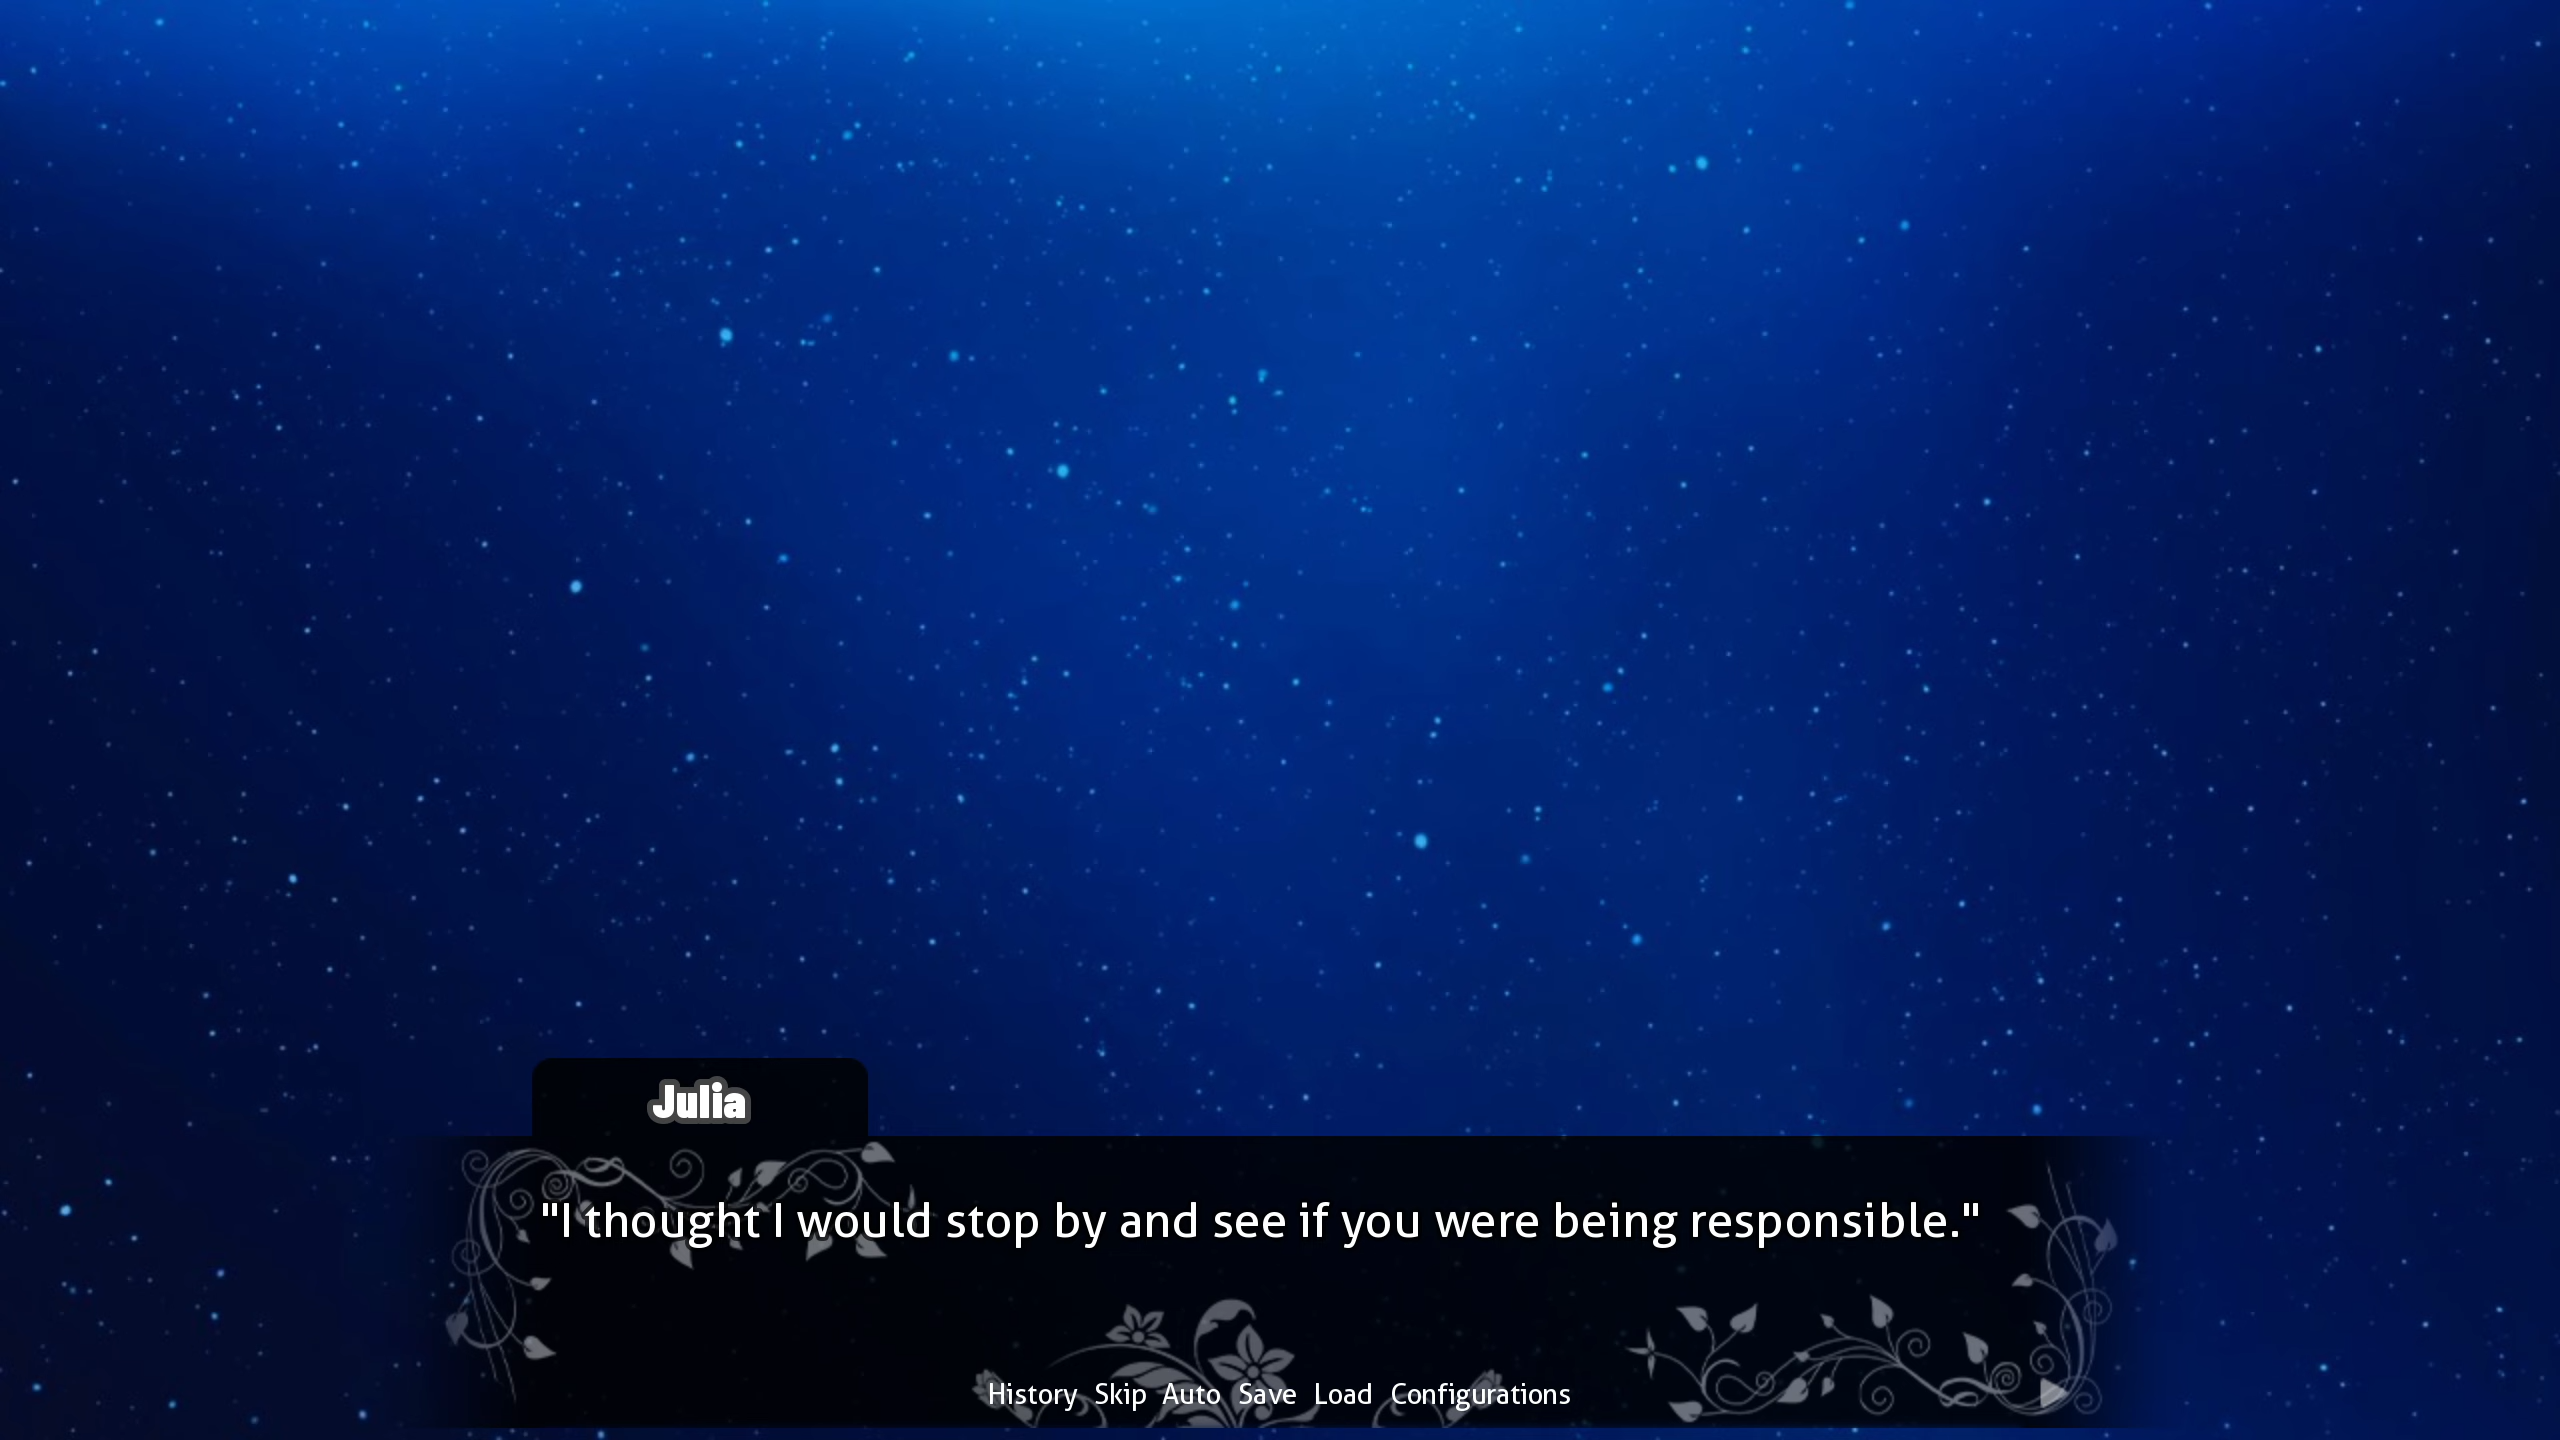 Julia
"I thought I would stop by and see if you were being responsible."
History Skip Auto Save Load Configurations